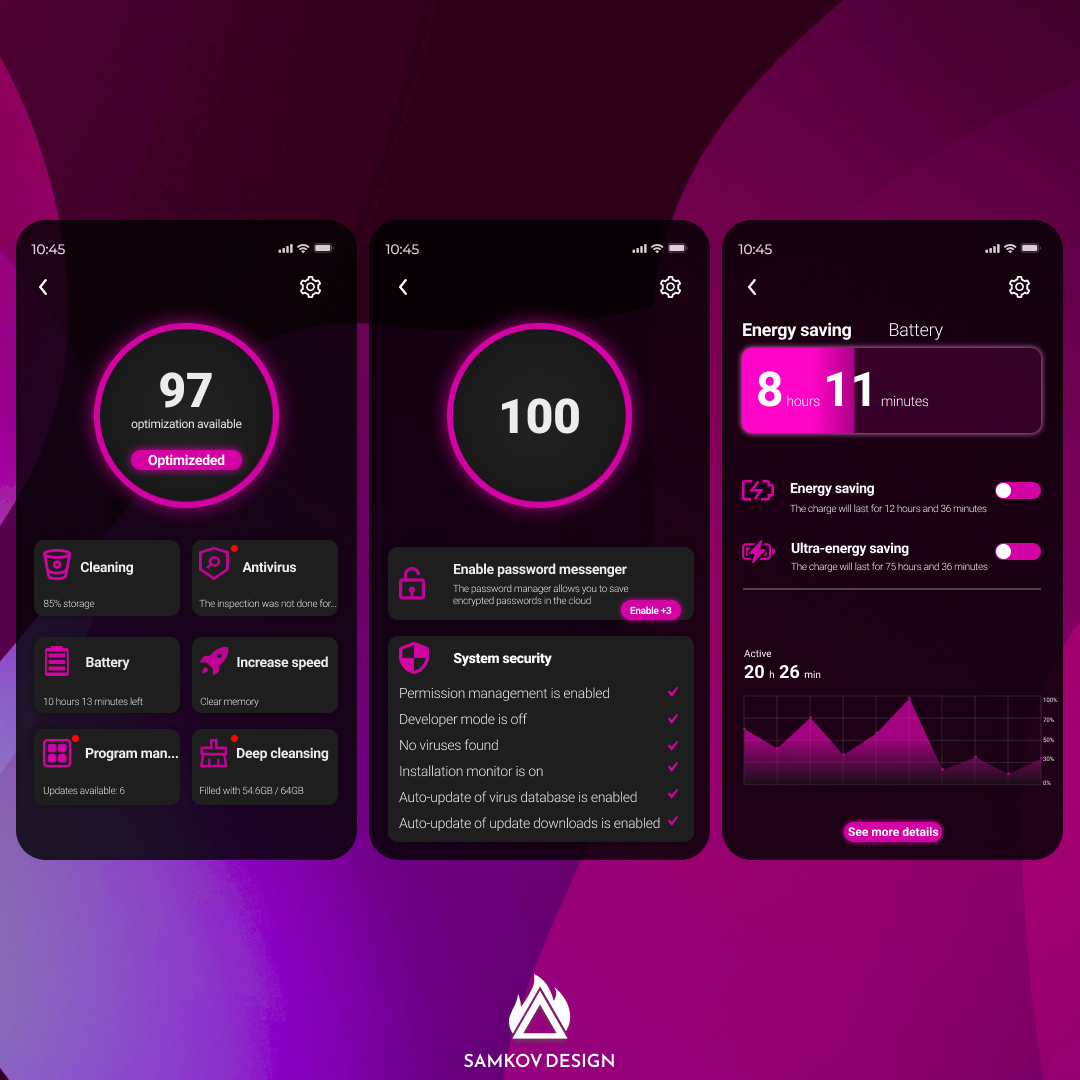 10:45
97
optimization available
Optimizeded
Cleaning
85% storage
Antivirus
The inspection was not done for...
Battery
10 hours 13 minutes left
Increase speed
Clear memory
Program man...
Updates available: 6
Deep cleansing
Filled with 54.6GB / 64GB
10:45
100
Enable password messenger
The password manager allows you to save
encrypted passwords in the cloud
Enable +3
System security
Permission management is enabled
Developer mode is off
No viruses found
Installation monitor is on
Auto-update of virus database is enabled
Auto-update of update downloads is enabled
10:45
Energy saving Battery
8 hours 11 minutes
Energy saving
The charge will last for 12 hours and 36 minutes
Ultra-energy saving
The charge will last for 75 hours and 36 minutes
Active
20 h 26 min
100%
70%
50%
30%
0%
See more details
SAMKOV DESIGN